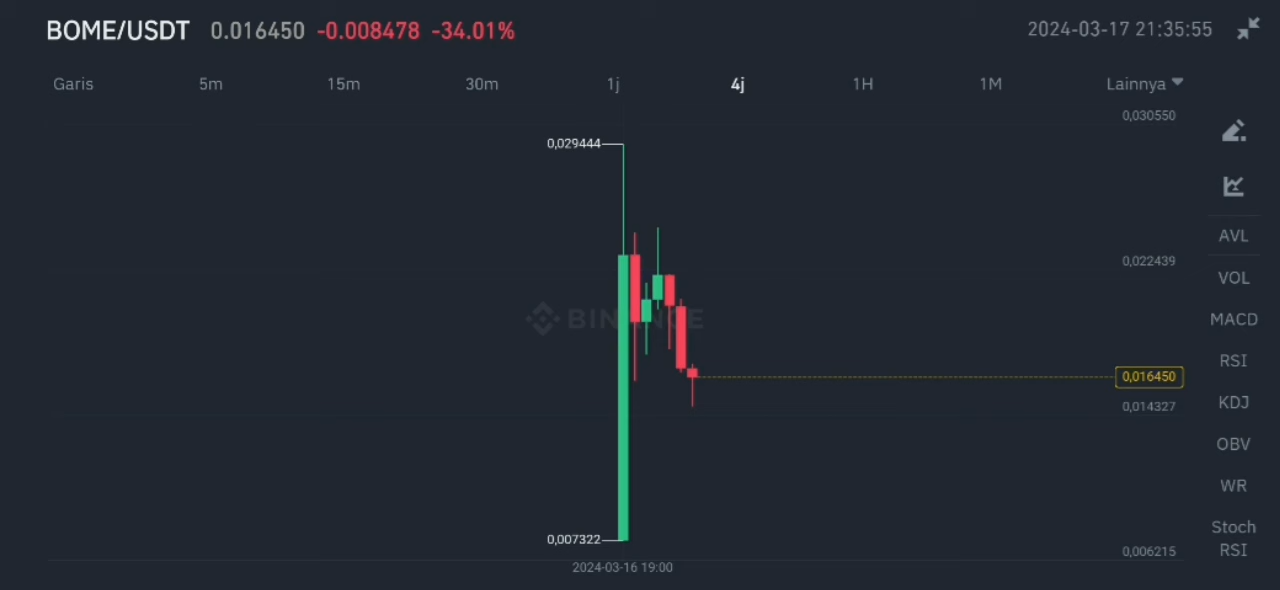 BOME/USDT 0.016450 -0.008478 -34.01% 2024-03-17 21:35:55
Garis 5m 15m 30m 1j 4j 1H 1M Lainnya
0,030550
0,029444
AVL
0,022439
VOL
BINANCE
MACD
RSI
0,016450
KDJ
0,014327
OBV
WR
Stoch
RSI
0,007322
0,006215
2024-03-16 19:00